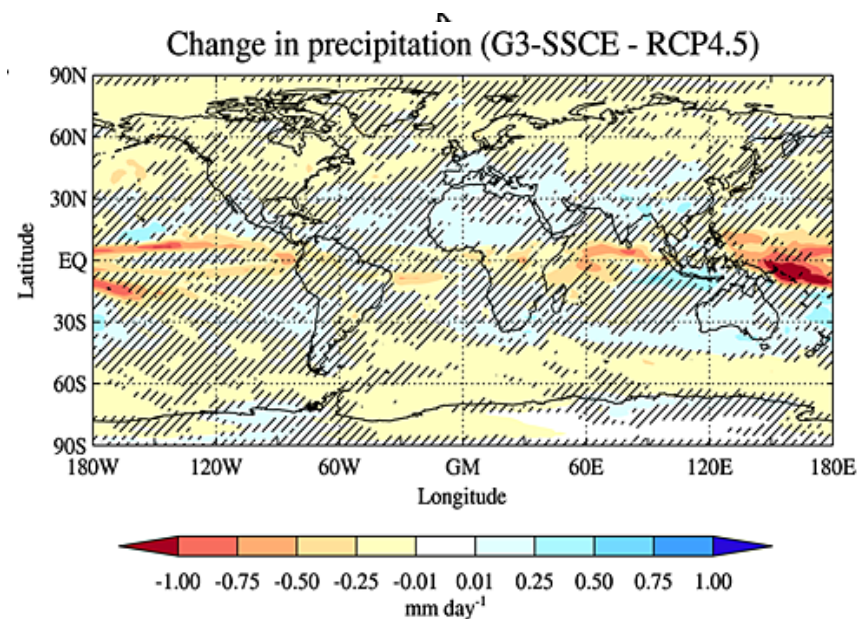 Change in precipitation (G3-SSCE - RCP4.5)
90N
60N
30N
EQ
30S
60S
90S
Latitude
180W 120W 60W GM 60E 120E 180E
Longitude
-1.00 -0.75 -0.50 -0.25 -0.01 0.01 0.25 0.50 0.75 1.00
mm day⁻¹